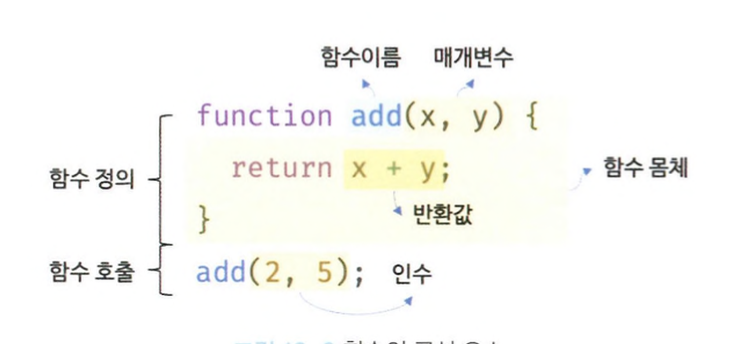 함수이름 매개변수
function add(x, y) {
함수 정의 return x + y; 함수 몸체
} 반환값
함수 호출 add(2, 5); 인수